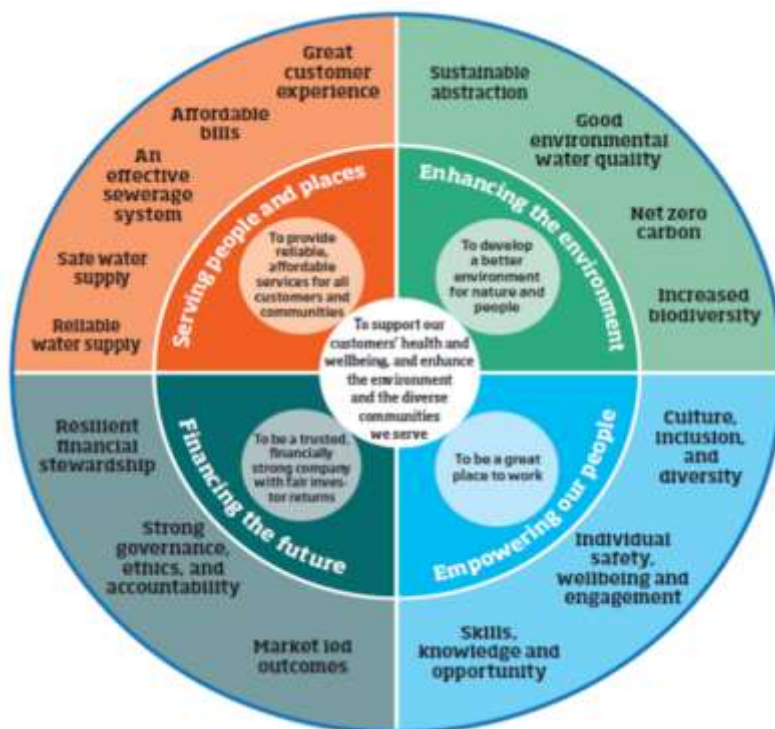 Great
customer
experience
Affordable
bills
An
effective
sewerage
system
Safe water
supply
Reliable
water supply
Serving people and places
To provide
reliable,
affordable
services for all
customers and
communities
Sustainable
abstraction
Good
environmental
water quality
Net zero
carbon
Increased
biodiversity
Enhancing the environment
To develop
a better
environment
for nature and
people
To support our
customers' health and
wellbeing, and enhance
the environment
and the diverse
communities
we serve
Resilient
financial
stewardship
Strong
governance,
ethics, and
accountability
Market led
outcomes
Financing the future
To be a trusted,
financially
strong company
with fair inves-
tor returns
Culture,
inclusion,
and
diversity
Individual
safety,
wellbeing and
engagement
Skills,
knowledge and
opportunity
Empowering our people
To be a great
place to work